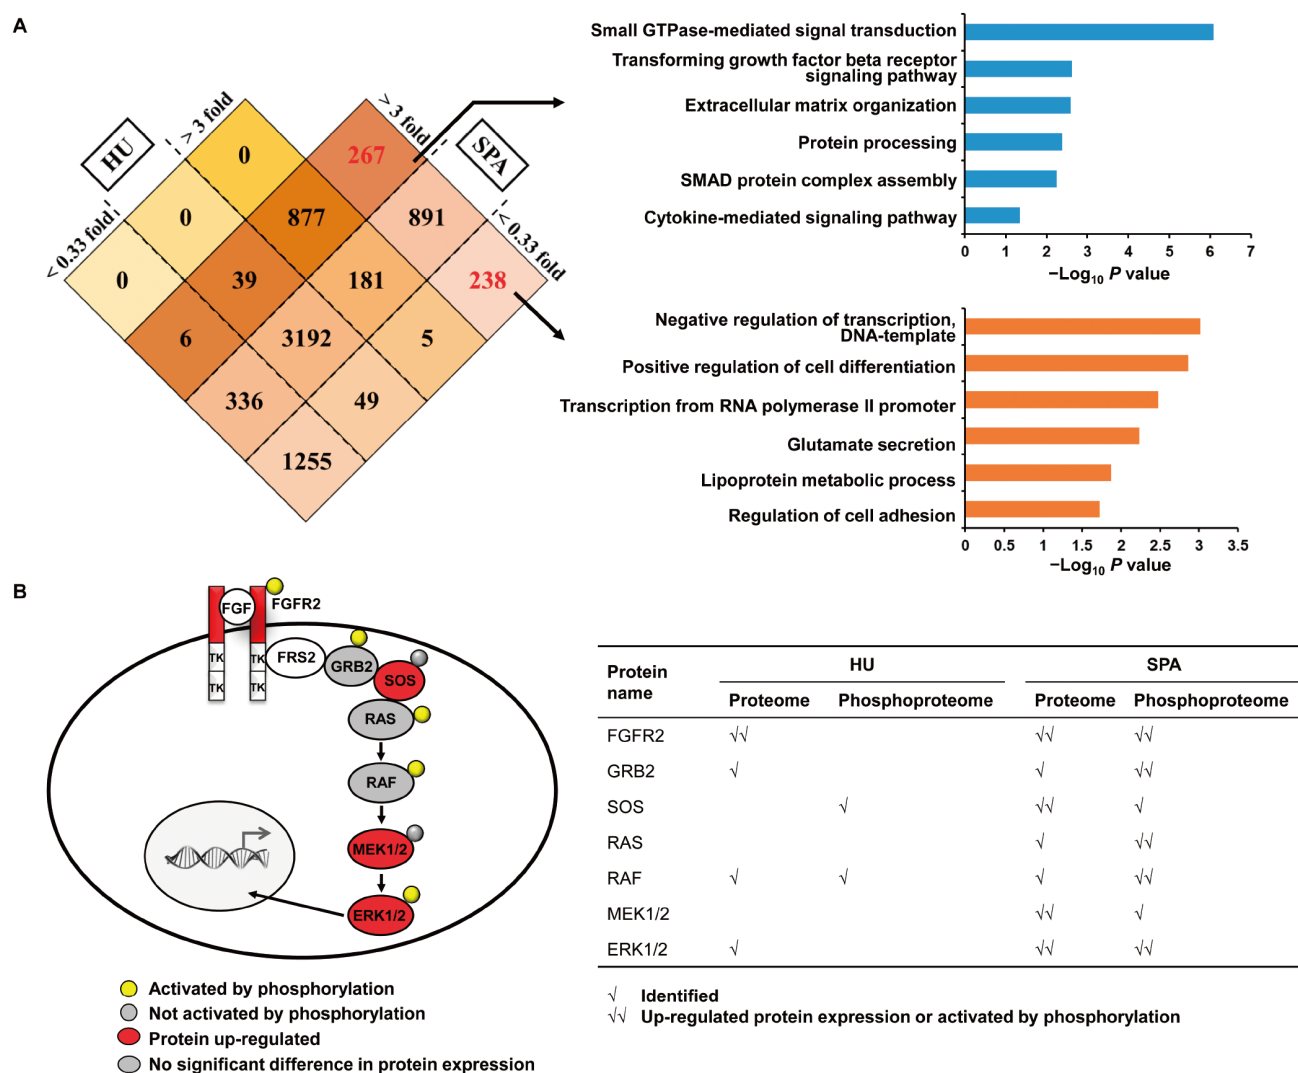 A
HU
> 3 fold
< 0.33 fold
> 3 fold
SPA
< 0.33 fold
0
267
0
877
891
0
39
181
238
6
3192
5
336
49
1255
Small GTPase-mediated signal transduction
Transforming growth factor beta receptor
signaling pathway
Extracellular matrix organization
Protein processing
SMAD protein complex assembly
Cytokine-mediated signaling pathway
0 1 2 3 4 5 6 7
−Log10 P value
Negative regulation of transcription,
DNA-template
Positive regulation of cell differentiation
Transcription from RNA polymerase II promoter
Glutamate secretion
Lipoprotein metabolic process
Regulation of cell adhesion
0 0.5 1 1.5 2 2.5 3 3.5
−Log10 P value
B
FGF
FGFR2
TK TK
TK TK
FRS2
GRB2
SOS
RAS
RAF
MEK1/2
ERK1/2
Activated by phosphorylation
Not activated by phosphorylation
Protein up-regulated
No significant difference in protein expression
Protein name HU SPA
Proteome Phosphoproteome Proteome Phosphoproteome
FGFR2 √√ √√ √√
GRB2 √ √ √√
SOS √ √√ √
RAS √ √√
RAF √ √ √ √√
MEK1/2 √√ √
ERK1/2 √ √√ √√
√ Identified
√√ Up-regulated protein expression or activated by phosphorylation